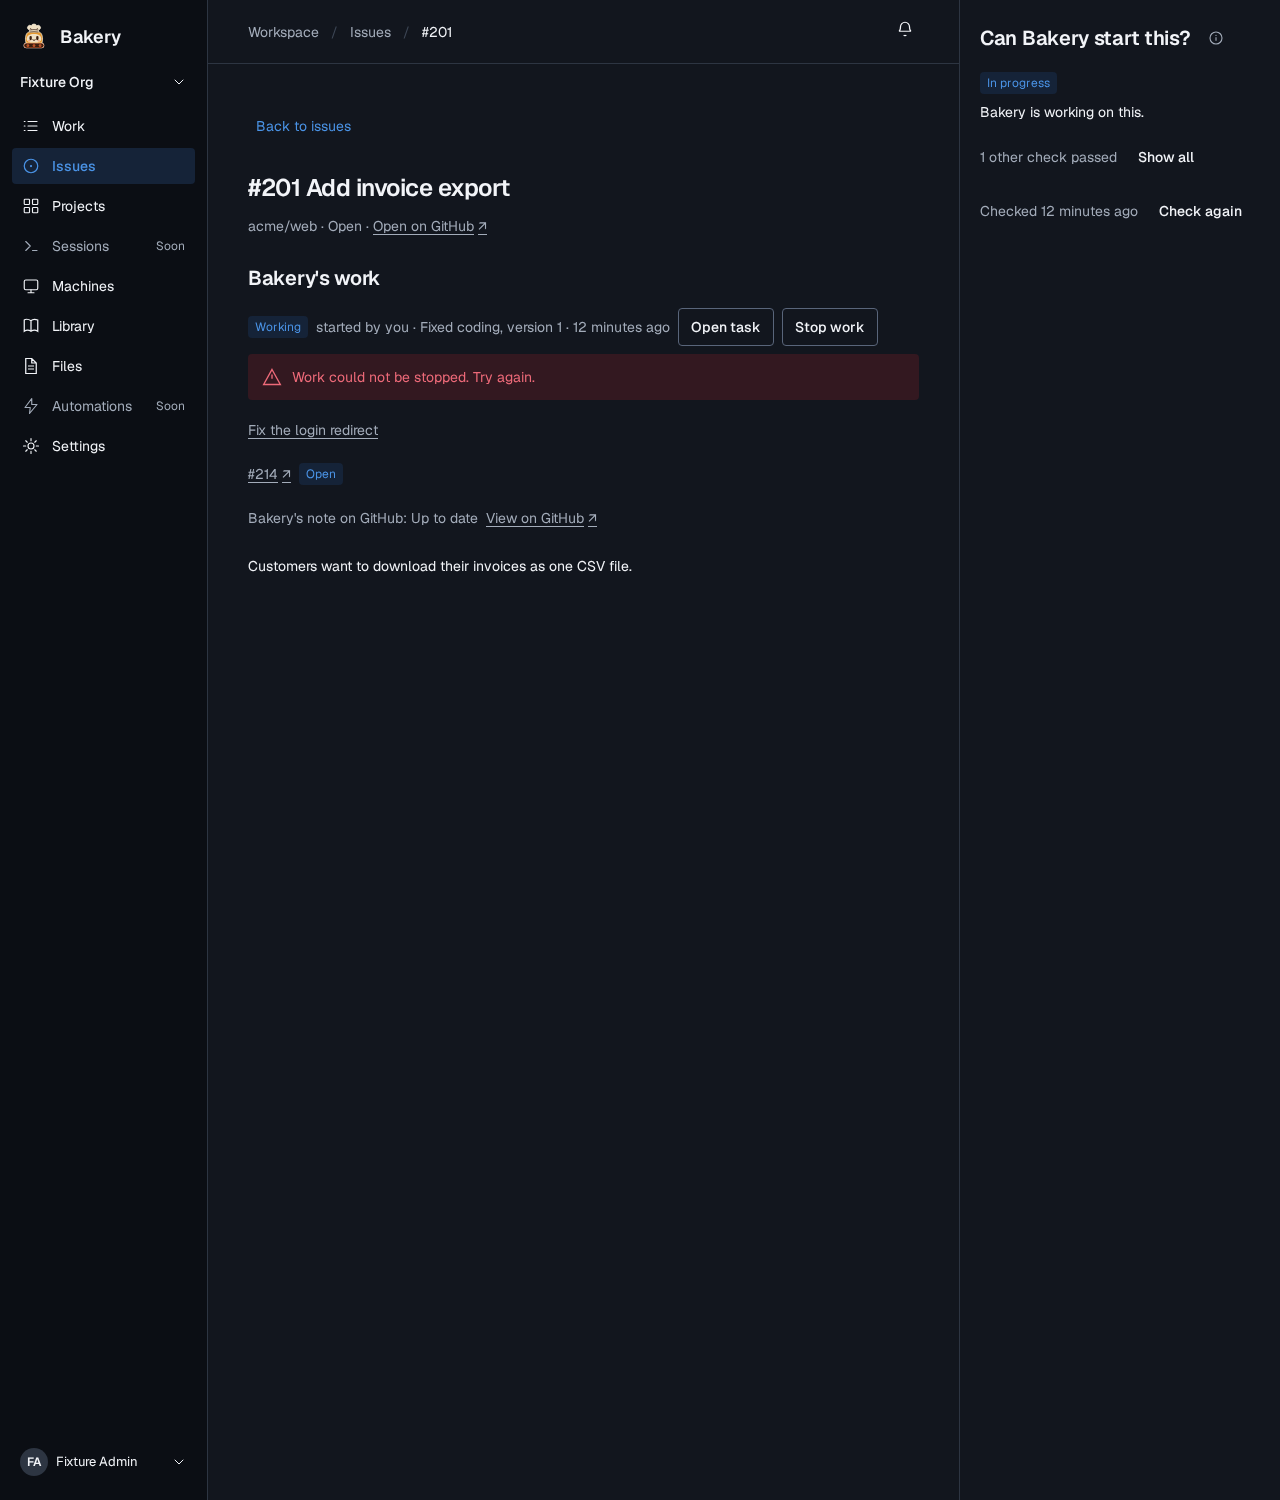 Bakery
Fixture Org
Work
Issues
Projects
Sessions Soon
Machines
Library
Files
Automations Soon
Settings
FA Fixture Admin
Workspace / Issues / #201
Back to issues
#201 Add invoice export
acme/web · Open · Open on GitHub ↗
Bakery's work
Working started by you · Fixed coding, version 1 · 12 minutes ago Open task Stop work
Work could not be stopped. Try again.
Fix the login redirect
#214 ↗ Open
Bakery's note on GitHub: Up to date View on GitHub ↗
Customers want to download their invoices as one CSV file.
Can Bakery start this?
In progress
Bakery is working on this.
1 other check passed Show all
Checked 12 minutes ago Check again